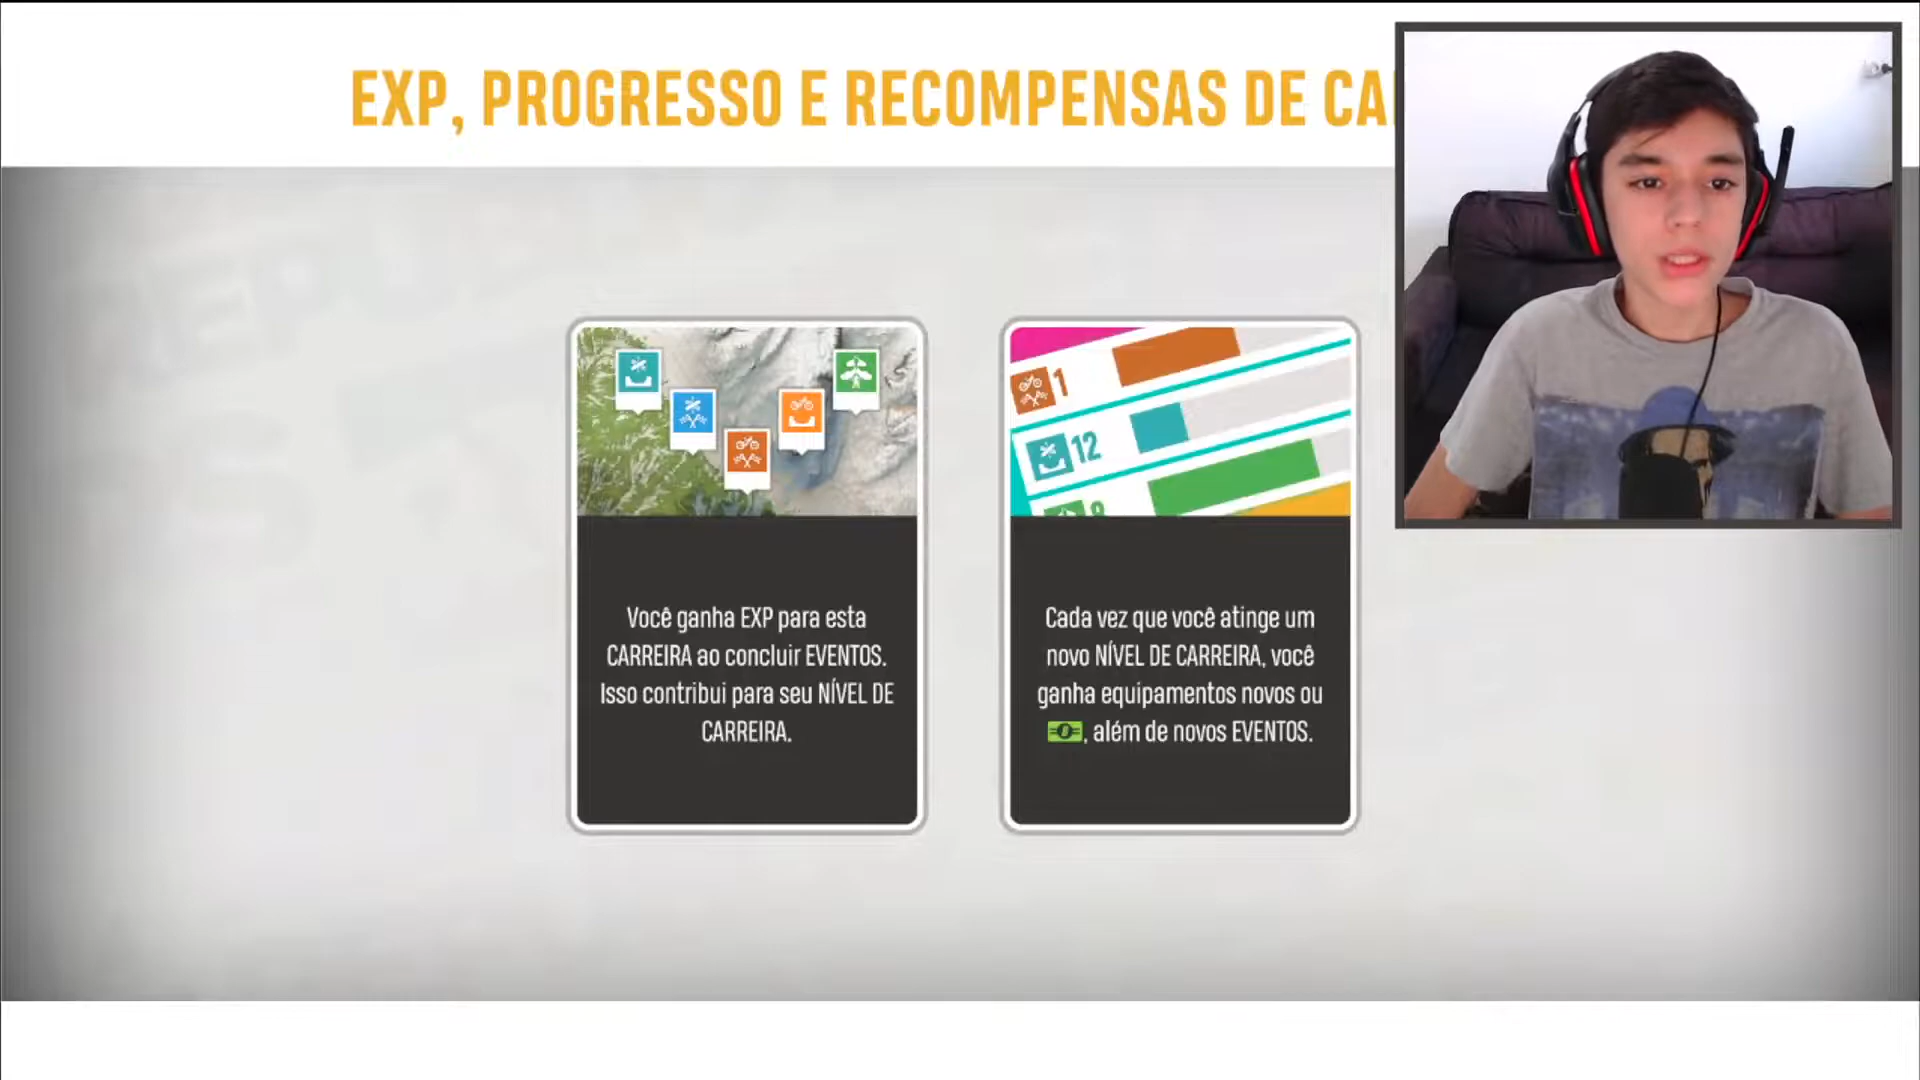 EXP, PROGRESSO E RECOMPENSAS DE CA
1
12
Você ganha EXP para esta
CARREIRA ao concluir EVENTOS.
Isso contribui para seu NÍVEL DE
CARREIRA.
Cada vez que você atinge um
novo NÍVEL DE CARREIRA, você
ganha equipamentos novos ou
, além de novos EVENTOS.